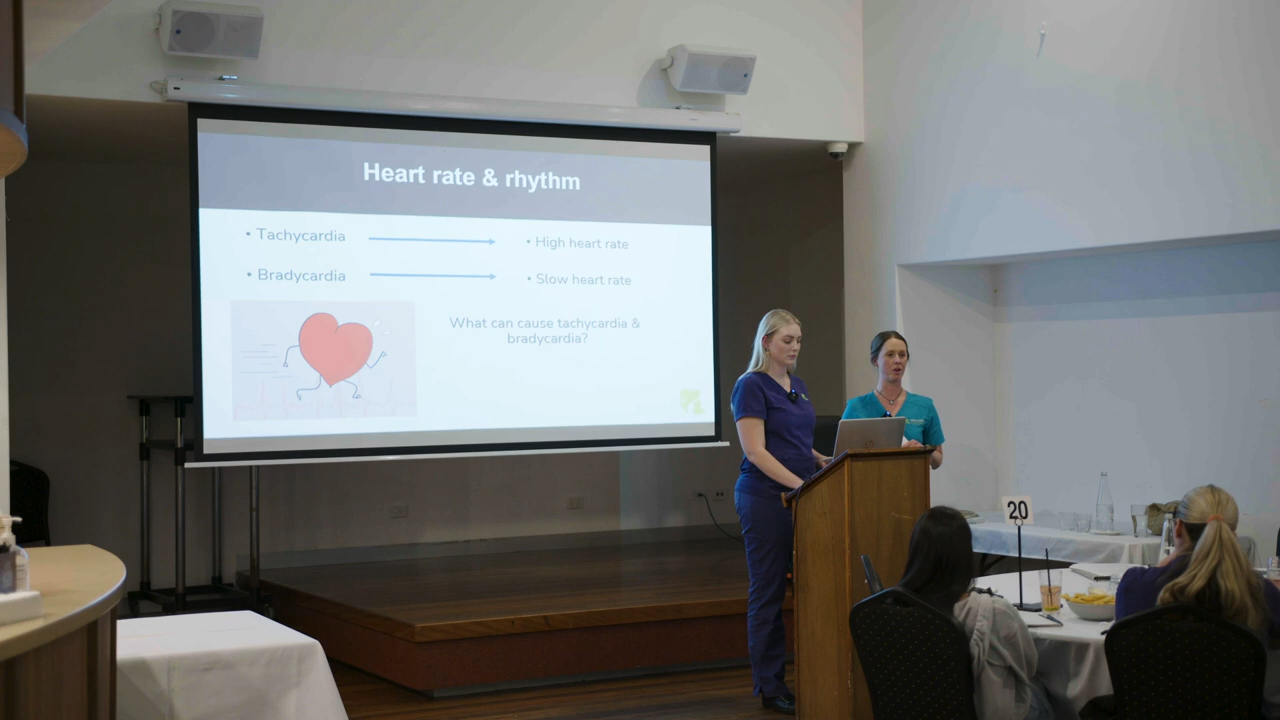 Heart rate & rhythm
• Tachycardia
• High heart rate
• Bradycardia
• Slow heart rate
What can cause tachycardia &
bradycardia?
20